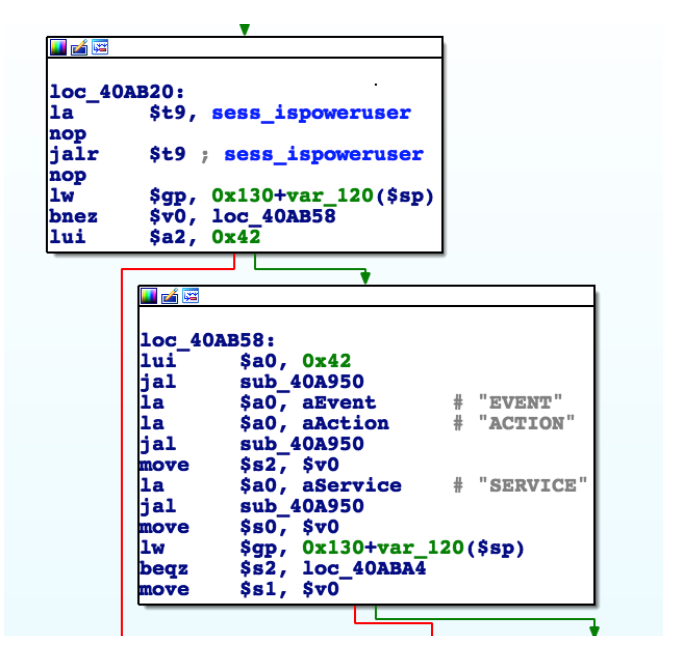 loc_40AB20:
la $t9, sess_ispoweruser
nop
jalr $t9 ; sess_ispoweruser
nop
lw $gp, 0x130+var_120($sp)
bnez $v0, loc_40AB58
lui $a2, 0x42
loc_40AB58:
lui $a0, 0x42
jal sub_40A950
la $a0, aEvent # "EVENT"
la $a0, aAction # "ACTION"
jal sub_40A950
move $s2, $v0
la $a0, aService # "SERVICE"
jal sub_40A950
move $s0, $v0
lw $gp, 0x130+var_120($sp)
beqz $s2, loc_40ABA4
move $s1, $v0